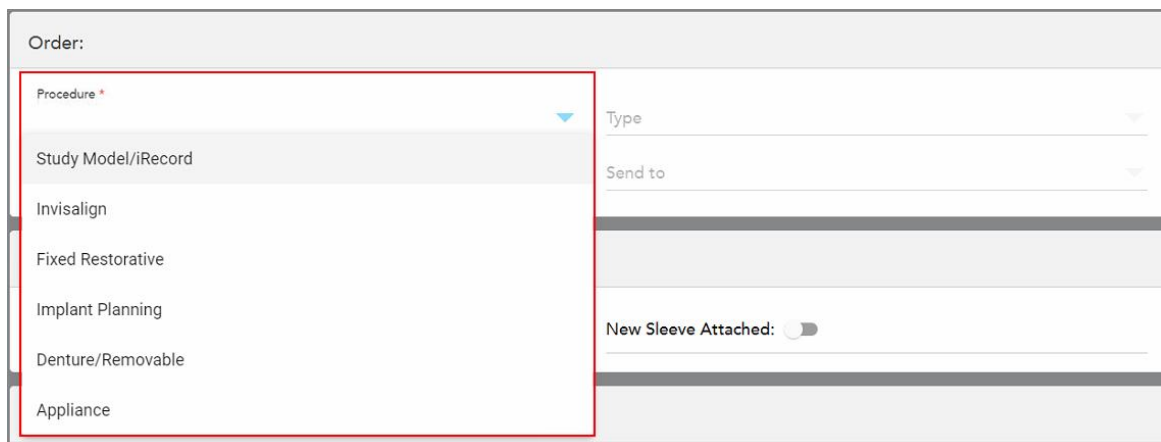 Order:
Procedure *
Type
Study Model/iRecord
Send to
Invisalign
Fixed Restorative
Implant Planning
New Sleeve Attached:
Denture/Removable
Appliance